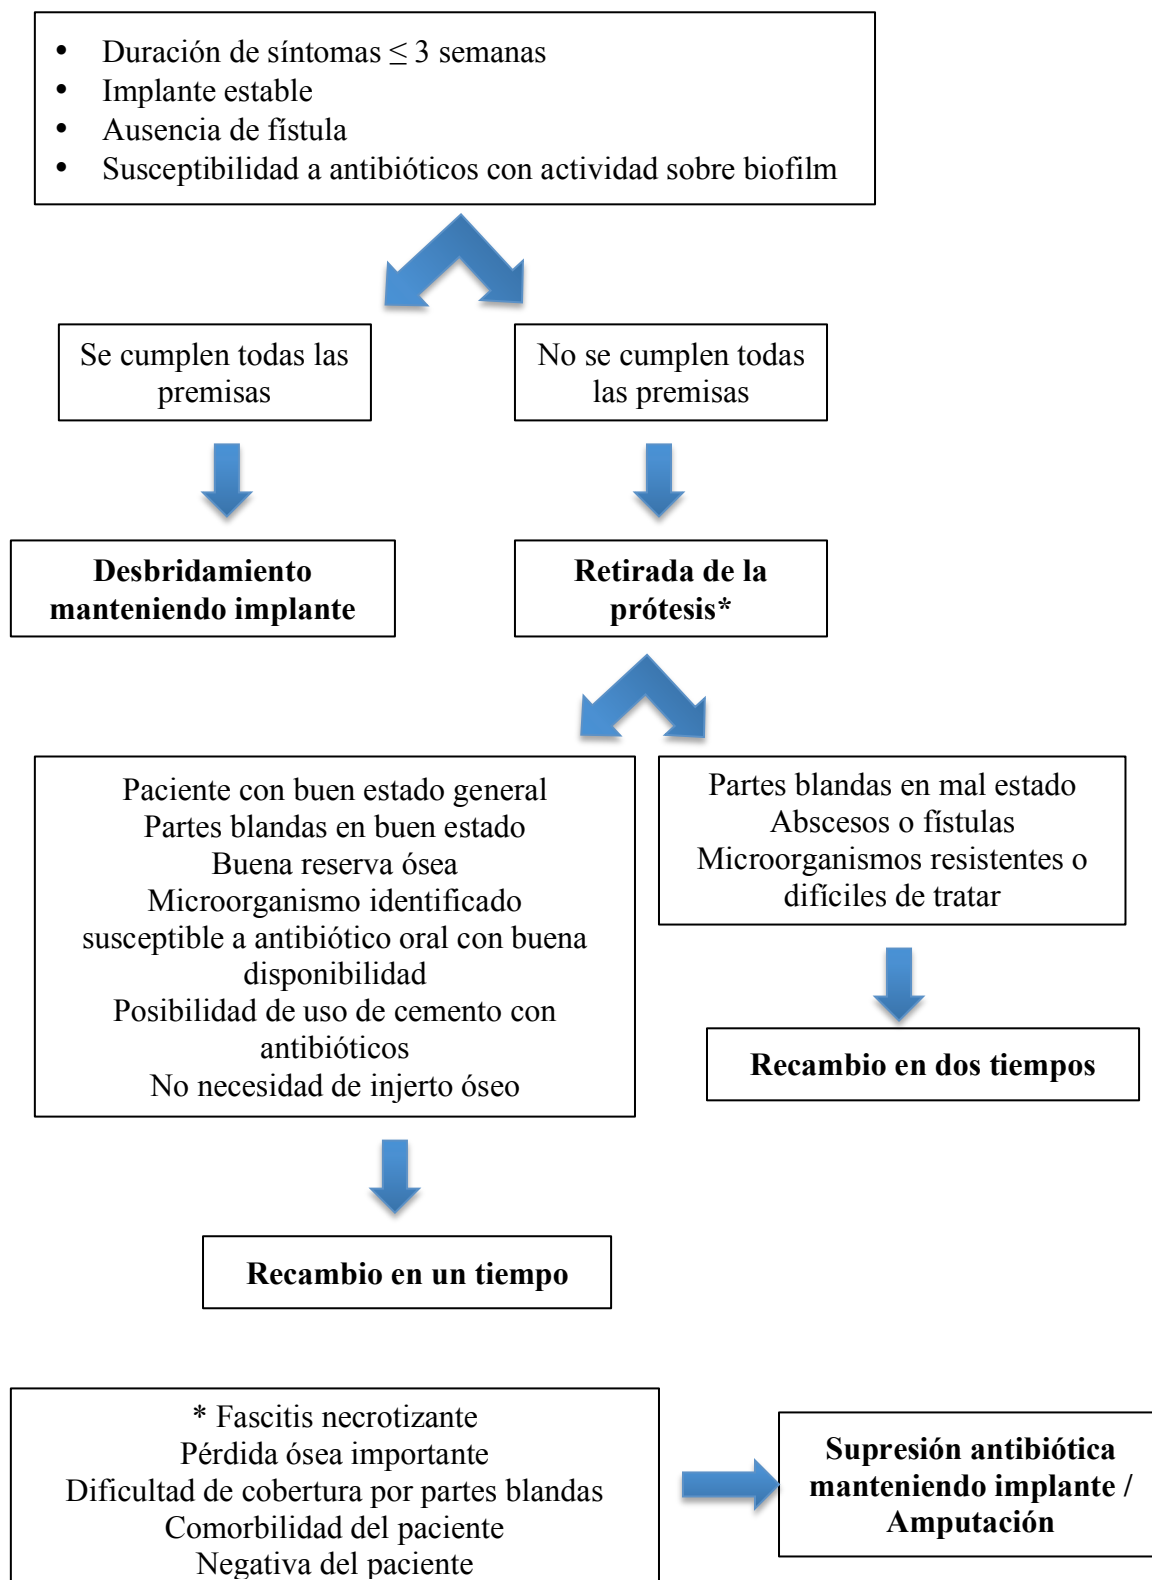 • Duración de síntomas ≤ 3 semanas
• Implante estable
• Ausencia de fístula
• Susceptibilidad a antibióticos con actividad sobre biofilm
Se cumplen todas las
premisas
No se cumplen todas
las premisas
Desbridamiento
manteniendo implante
Retirada de la
prótesis*
Paciente con buen estado general
Partes blandas en buen estado
Buena reserva ósea
Microorganismo identificado
susceptible a antibiótico oral con buena
disponibilidad
Posibilidad de uso de cemento con
antibióticos
No necesidad de injerto óseo
Partes blandas en mal estado
Abscesos o fístulas
Microorganismos resistentes o
difíciles de tratar
Recambio en dos tiempos
Recambio en un tiempo
* Fascitis necrotizante
Pérdida ósea importante
Dificultad de cobertura por partes blandas
Comorbilidad del paciente
Negativa del paciente
Supresión antibiótica
manteniendo implante /
Amputación